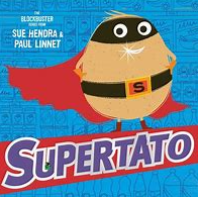 THE
BLOCKBUSTER
SERIES FROM
SUE HENDRA
& PAUL LINNET
S
SUPERTATO